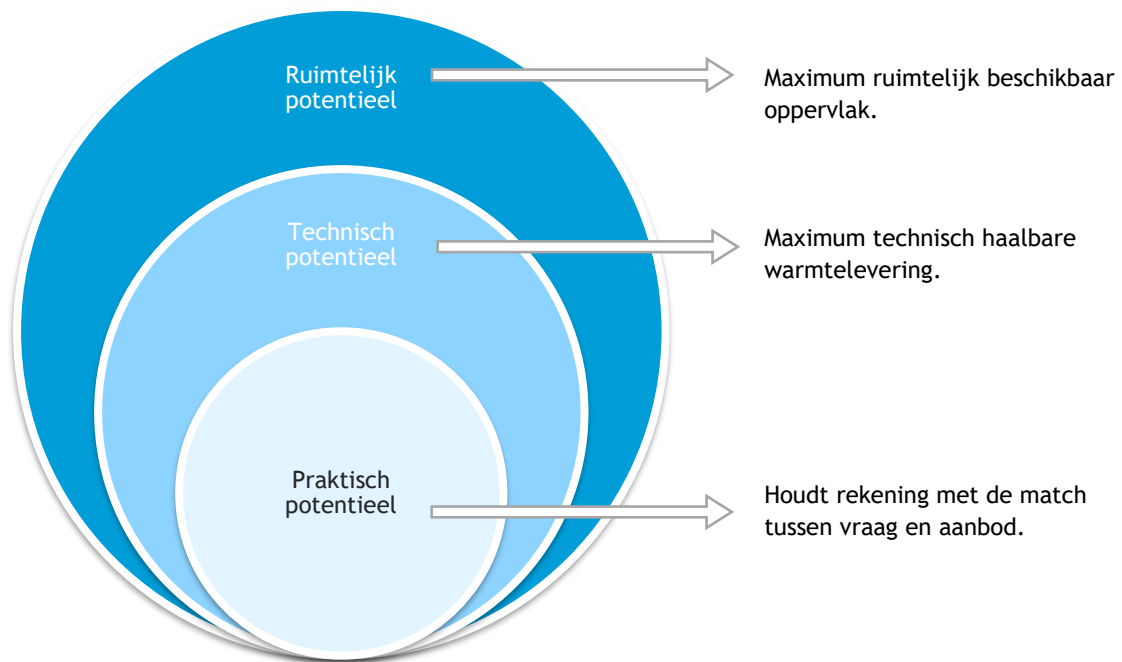 Ruimtelijk
potentieel
Maximum ruimtelijk beschikbaar
oppervlak.
Technisch
potentieel
Maximum technisch haalbare
warmtelevering.
Praktisch
potentieel
Houdt rekening met de match
tussen vraag en aanbod.